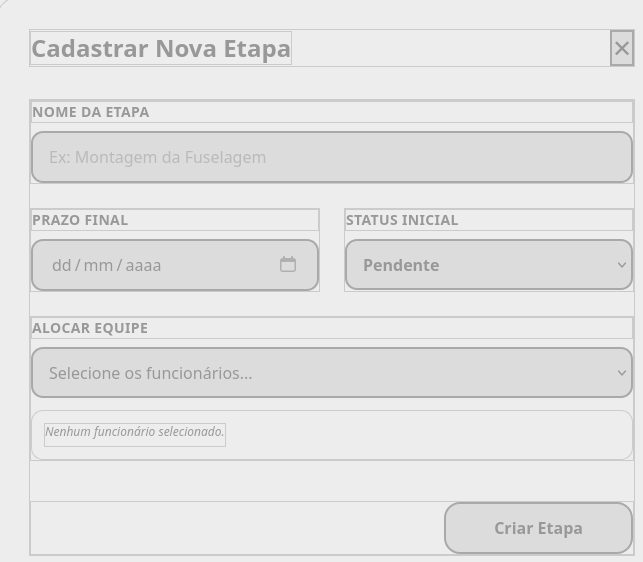 Cadastrar Nova Etapa
NOME DA ETAPA
Ex: Montagem da Fuselagem
PRAZO FINAL
STATUS INICIAL
dd/mm/aaaa
Pendente
ALOCAR EQUIPE
Selecione os funcionários...
Nenhum funcionário selecionado.
Criar Etapa